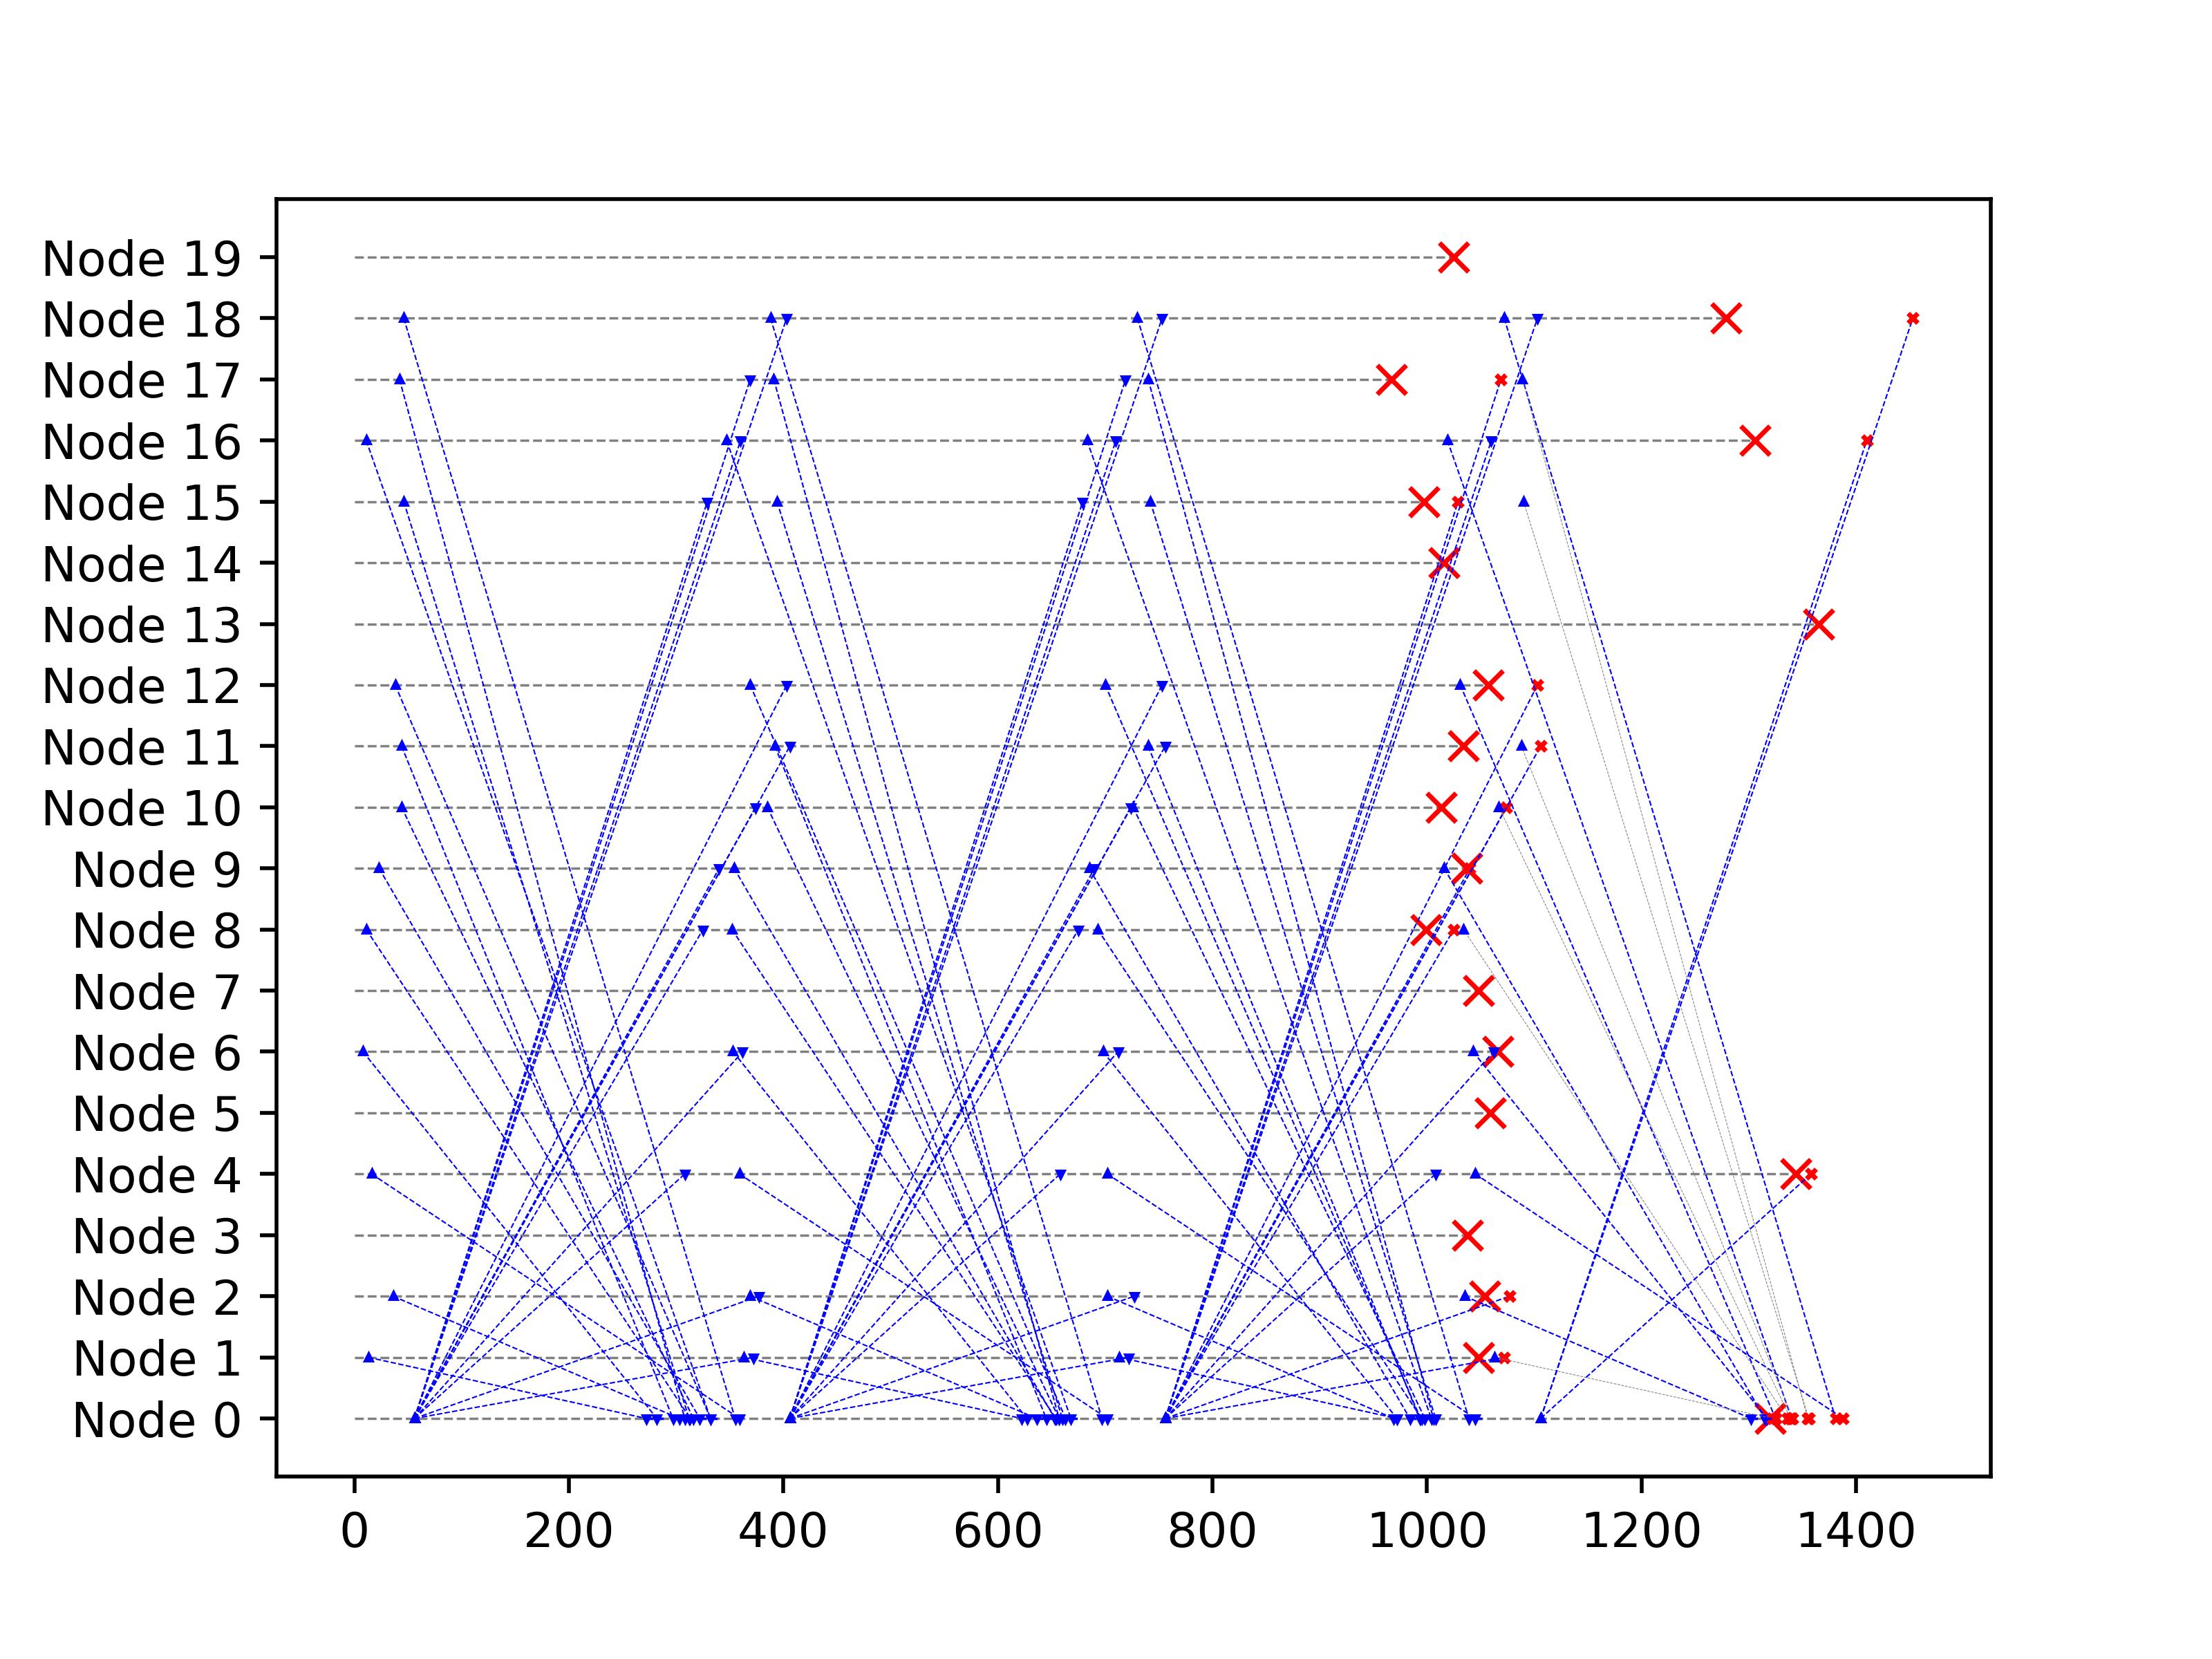 Node 19
Node 18
Node 17
Node 16
Node 15
Node 14
Node 13
Node 12
Node 11
Node 10
Node 9
Node 8
Node 7
Node 6
Node 5
Node 4
Node 3
Node 2
Node 1
Node 0
0 200 400 600 800 1000 1200 1400